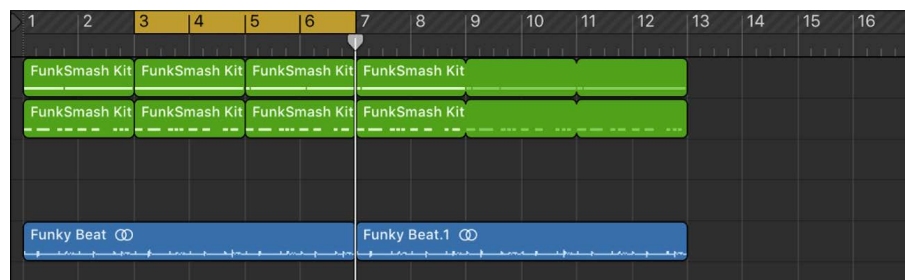 1 2 3 4 5 6 7 8 9 10 11 12 13 14 15 16
FunkSmash Kit FunkSmash Kit FunkSmash Kit FunkSmash Kit
FunkSmash Kit FunkSmash Kit FunkSmash Kit FunkSmash Kit
Funky Beat Funky Beat.1